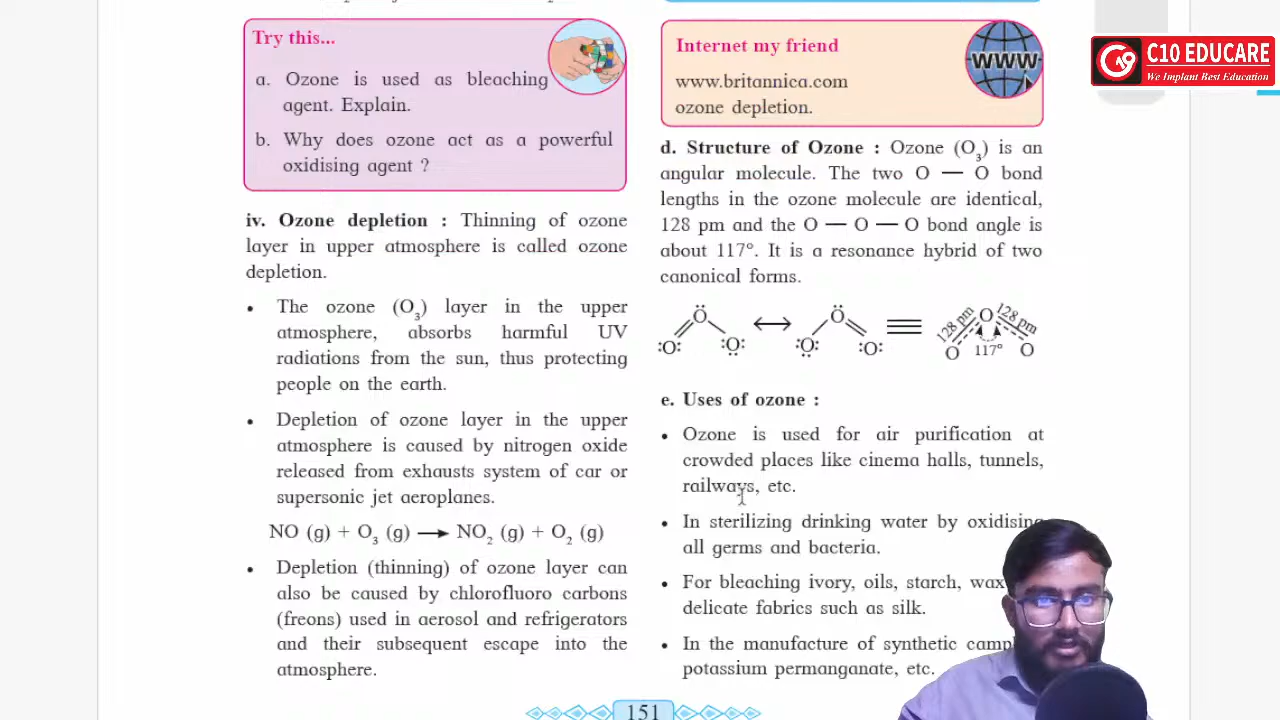 Try this...
a. Ozone is used as bleaching
agent. Explain.
b. Why does ozone act as a powerful
oxidising agent ?
iv. Ozone depletion : Thinning of ozone
layer in upper atmosphere is called ozone
depletion.
• The ozone (O3) layer in the upper
atmosphere, absorbs harmful UV
radiations from the sun, thus protecting
people on the earth.
• Depletion of ozone layer in the upper
atmosphere is caused by nitrogen oxide
released from exhausts system of car or
supersonic jet aeroplanes.
NO (g) + O3 (g) ⟶ NO2 (g) + O2 (g)
• Depletion (thinning) of ozone layer can
also be caused by chlorofluoro carbons
(freons) used in aerosol and refrigerators
and their subsequent escape into the
atmosphere.
Internet my friend
www.britannica.com
ozone depletion.
WWW
C10 EDUCARE
We Implant Best Education
d. Structure of Ozone : Ozone (O3) is an
angular molecule. The two O — O bond
lengths in the ozone molecule are identical,
128 pm and the O — O — O bond angle is
about 117°. It is a resonance hybrid of two
canonical forms.
O O O ⟷ O O O ≡ 128 pm O 128 pm
O 117° O
e. Uses of ozone :
• Ozone is used for air purification at
crowded places like cinema halls, tunnels,
railways, etc.
• In sterilizing drinking water by oxidising
all germs and bacteria.
• For bleaching ivory, oils, starch, wax
delicate fabrics such as silk.
• In the manufacture of synthetic camp
potassium permanganate, etc.
151